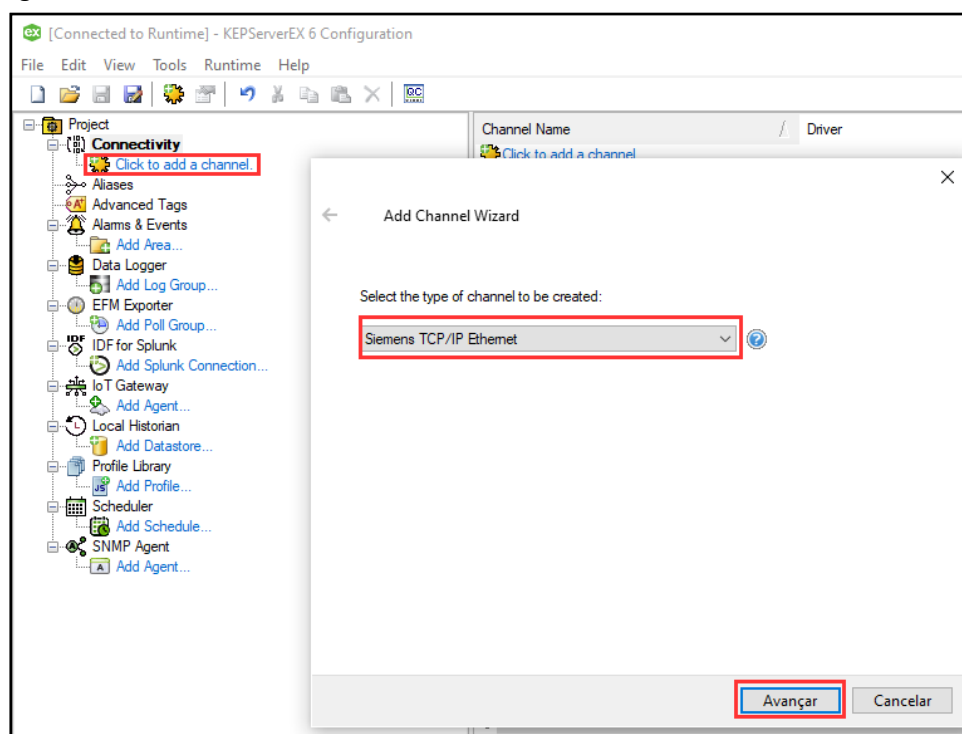 [Connected to Runtime] - KEPServerEX 6 Configuration
File Edit View Tools Runtime Help
Project
Connectivity
Click to add a channel.
Aliases
Advanced Tags
Alarms & Events
Add Area...
Data Logger
Add Log Group...
EFM Exporter
Add Poll Group...
IDF for Splunk
Add Splunk Connection...
IoT Gateway
Add Agent...
Local Historian
Add Datastore...
Profile Library
Add Profile...
Scheduler
Add Schedule...
SNMP Agent
Add Agent...
Channel Name / Driver
Click to add a channel
Add Channel Wizard
Select the type of channel to be created:
Siemens TCP/IP Ethernet
Avançar Cancelar